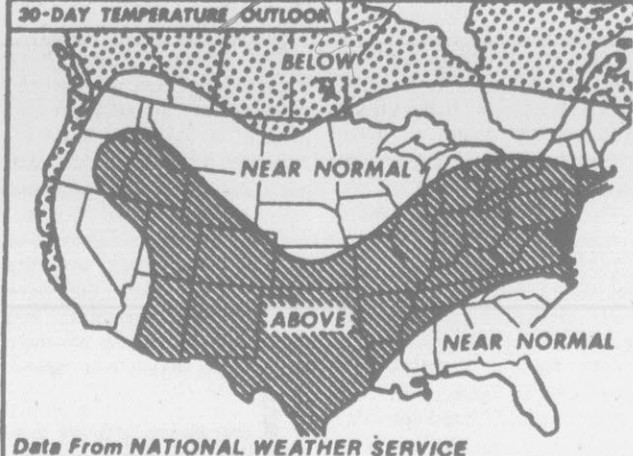 30-DAY TEMPERATURE OUTLOOK
BELOW
NEAR NORMAL
ABOVE
NEAR NORMAL
Data From NATIONAL WEATHER SERVICE